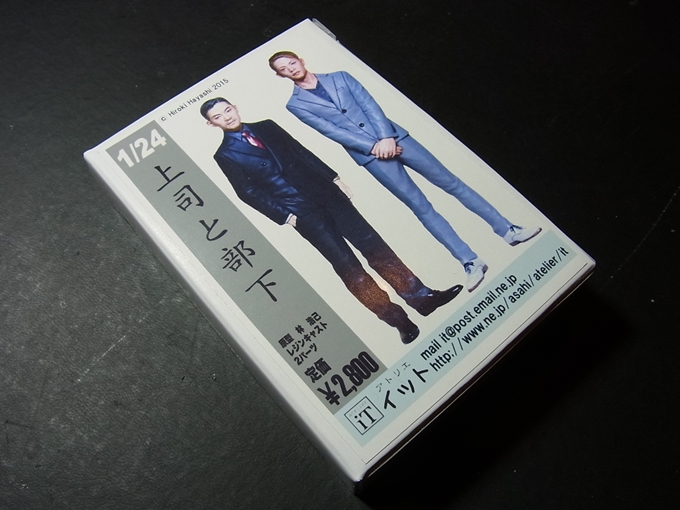 © Hiroki Hayashi 2015
1/24
上司と部下
原型 林 浩己
レジンキャスト
2パーツ
定価
¥2,800
iT
アトリエ
イット
mail it@post.email.ne.jp
http://www.ne.jp/asahi/atelier/it